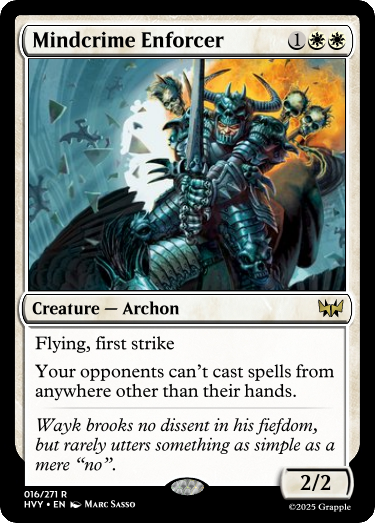 Mindcrime Enforcer 1
Creature — Archon
Flying, first strike
Your opponents can't cast spells from
anywhere other than their hands.
Wayk brooks no dissent in his fiefdom,
but rarely utters something as simple as a
mere “no”.
2/2
016/271 R
HVY • EN Marc Sasso
©2025 Grapple